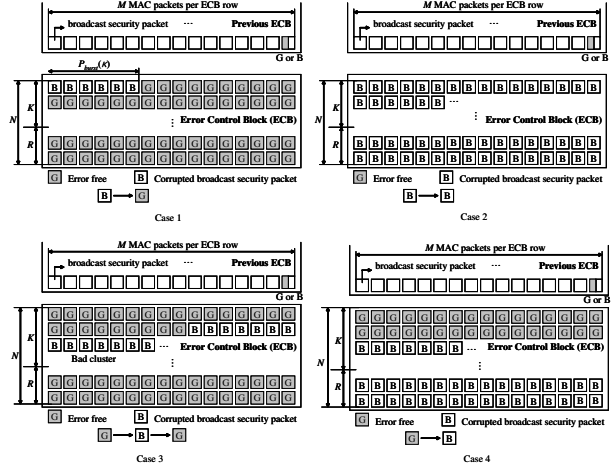 M MAC packets per ECB row
broadcast security packet ... Previous ECB
G or B
P_burst(κ)
B B B B B B G G G G G G G G G G
G G G G G G G G G G G G G G G G
N
K
R
⋮ Error Control Block (ECB)
G G G G G G G G G G G G G G G G
G G G G G G G G G G G G G G G G
G Error free B Corrupted broadcast security packet
B → G
Case 1
M MAC packets per ECB row
broadcast security packet ... Previous ECB
G or B
B B B B B B B B B B B B B B B B
B B B B B B ...
N
K
R
⋮ Error Control Block (ECB)
B B B B B B B B B B B B B B B B
B B B B B B B B B B B B B B B B
G Error free B Corrupted broadcast security packet
B → B
Case 2
M MAC packets per ECB row
broadcast security packet ... Previous ECB
G or B
G G G G G G G G G G G G G G G G
G G G G G G G G G B B B B B B B
B B B B B B B ... Error Control Block (ECB)
Bad cluster
N
K
R
⋮
G G G G G G G G G G G G G G G G
G G G G G G G G G G G G G G G G
G Error free B Corrupted broadcast security packet
G → B → G
Case 3
M MAC packets per ECB row
broadcast security packet ... Previous ECB
G or B
G G G G G G G G G G G G G G G G
G G G G G G G G G G G G G G G G
B B B B B B B ... Error Control Block (ECB)
N
K
R
⋮
B B B B B B B B B B B B B B B B
B B B B B B B B B B B B B B B B
G Error free B Corrupted broadcast security packet
G → B
Case 4